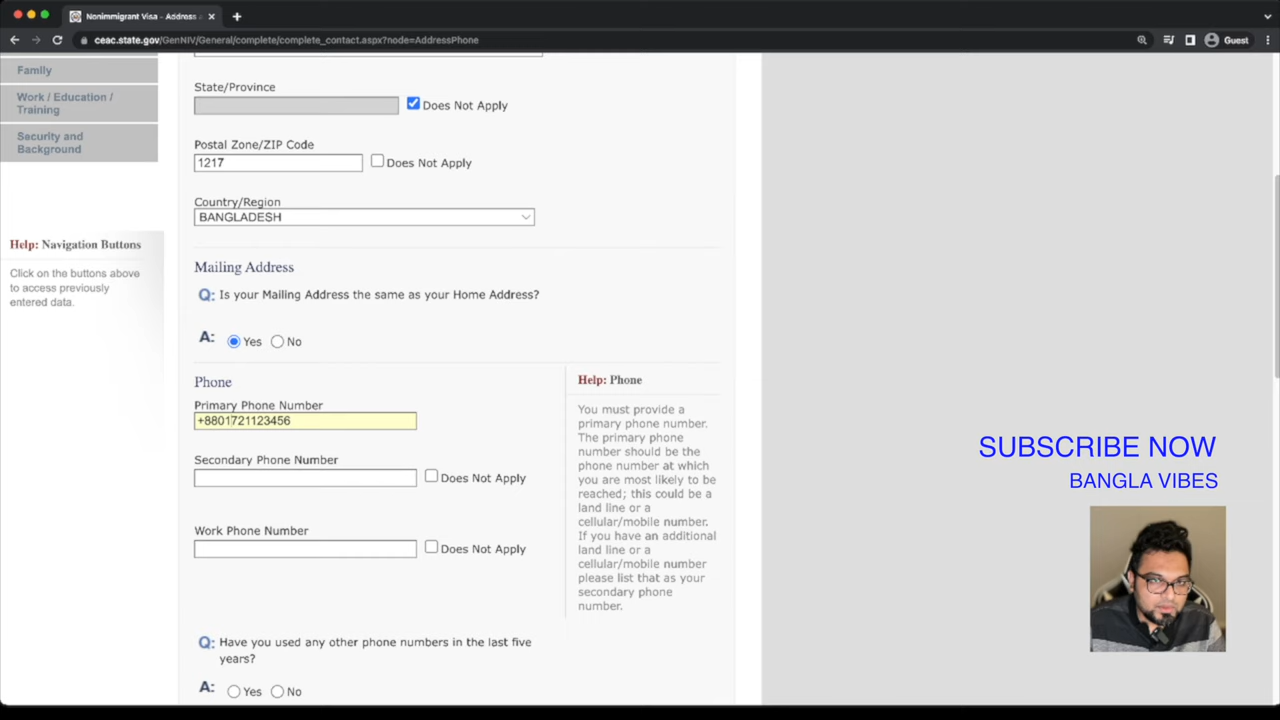 Nonimmigrant Visa - Address a
ceac.state.gov/GenNIV/General/complete/complete_contact.aspx?node=AddressPhone
Guest
Family
Work / Education /
Training
Security and
Background
Help: Navigation Buttons
Click on the buttons above
to access previously
entered data.
State/Province
Does Not Apply
Postal Zone/ZIP Code
1217
Does Not Apply
Country/Region
BANGLADESH
Mailing Address
Q: Is your Mailing Address the same as your Home Address?
A: Yes No
Phone
Primary Phone Number
+8801721123456
Secondary Phone Number
Does Not Apply
Work Phone Number
Does Not Apply
Help: Phone
You must provide a
primary phone number.
The primary phone
number should be the
phone number at which
you are most likely to be
reached; this could be a
land line or a
cellular/mobile number.
If you have an additional
land line or a
cellular/mobile number
please list that as your
secondary phone
number.
Q: Have you used any other phone numbers in the last five
years?
A: Yes No
SUBSCRIBE NOW
BANGLA VIBES